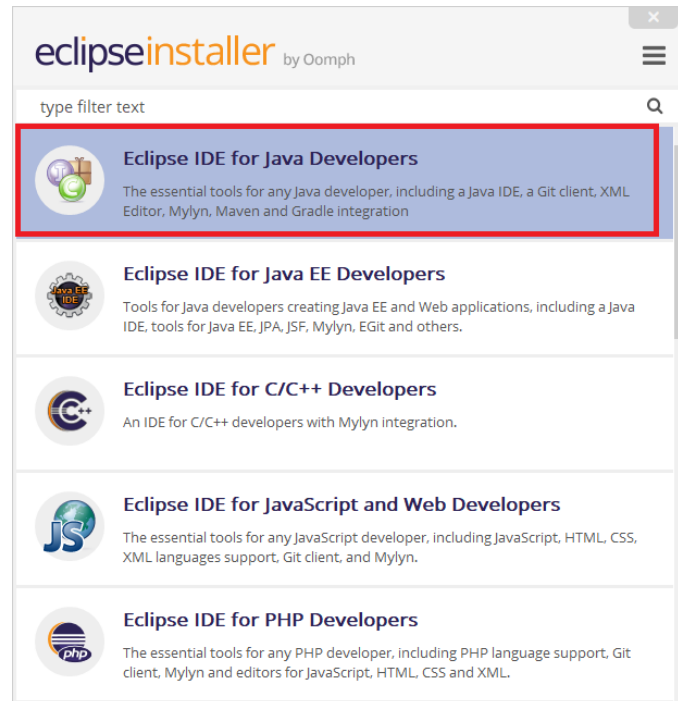 eclipseinstaller by Oomph
type filter text
Eclipse IDE for Java Developers
The essential tools for any Java developer, including a Java IDE, a Git client, XML
Editor, Mylyn, Maven and Gradle integration
Eclipse IDE for Java EE Developers
Java EE
IDE
Tools for Java developers creating Java EE and Web applications, including a Java
IDE, tools for Java EE, JPA, JSF, Mylyn, EGit and others.
Eclipse IDE for C/C++ Developers
C++
An IDE for C/C++ developers with Mylyn integration.
Eclipse IDE for JavaScript and Web Developers
JS
The essential tools for any JavaScript developer, including JavaScript, HTML, CSS,
XML languages support, Git client, and Mylyn.
Eclipse IDE for PHP Developers
php
The essential tools for any PHP developer, including PHP language support, Git
client, Mylyn and editors for JavaScript, HTML, CSS and XML.